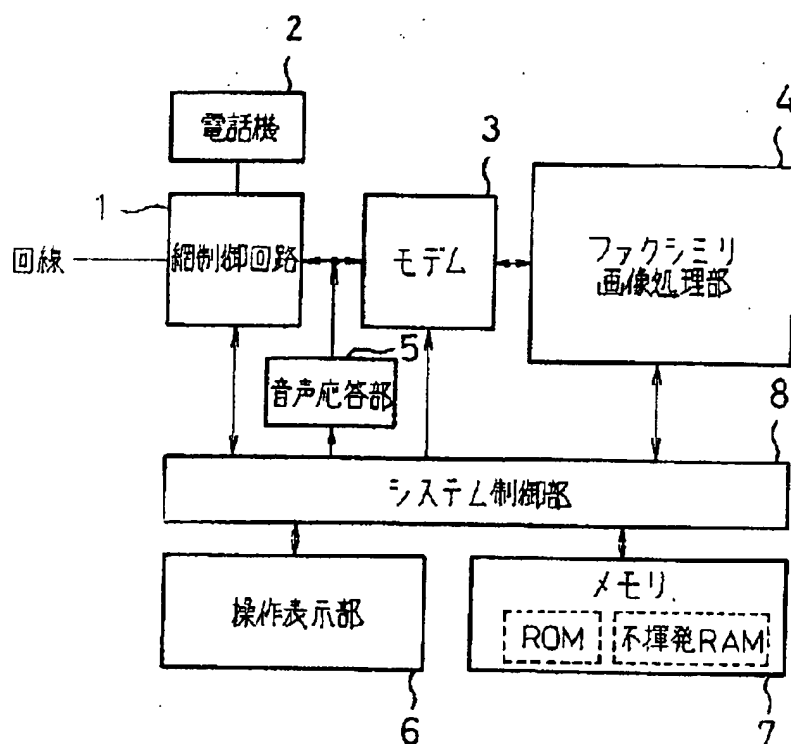 2
電話機
3
4
1
回線
網制御回路
モデム
ファクシミリ
画像処理部
5
音声応答部
8
システム制御部
操作表示部
メモリ
ROM
不揮発RAM
6
7